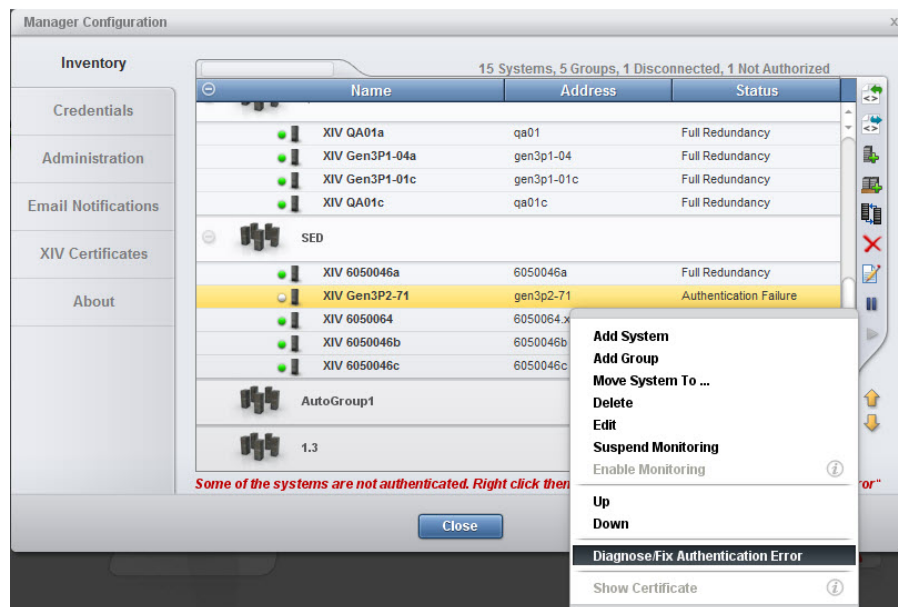 Manager Configuration
x
Inventory
Credentials
Administration
Email Notifications
XIV Certificates
About
15 Systems, 5 Groups, 1 Disconnected, 1 Not Authorized
Name Address Status
XIV QA01a qa01 Full Redundancy
XIV Gen3P1-04a gen3p1-04 Full Redundancy
XIV Gen3P1-01c gen3p1-01c Full Redundancy
XIV QA01c qa01c Full Redundancy
SED
XIV 6050046a 6050046a Full Redundancy
XIV Gen3P2-71 gen3p2-71 Authentication Failure
XIV 6050064 6050064.x
XIV 6050046b 6050046b
XIV 6050046c 6050046c
AutoGroup1
1.3
Some of the systems are not authenticated. Right click then
or"
Close
Add System
Add Group
Move System To ...
Delete
Edit
Suspend Monitoring
Enable Monitoring
Up
Down
Diagnose/Fix Authentication Error
Show Certificate